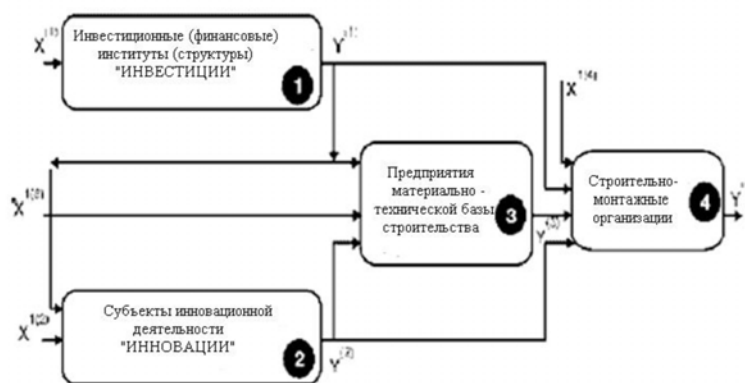 Инвестиционные (финансовые)
институты (структуры)
"ИНВЕСТИЦИИ"
1
Предприятия
материально -
технической базы
строительства
3
Строительно-
монтажные
организации
4
Субъекты инновационной
деятельности
"ИННОВАЦИИ"
2
X
Y
X
X
Y
X
Y
Y